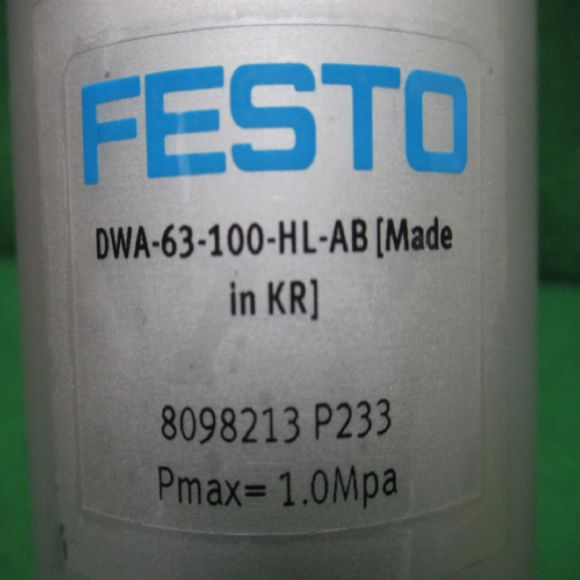 FESTO
DWA-63-100-HL-AB [Made
in KR]
8098213 P233
Pmax= 1.0Mpa